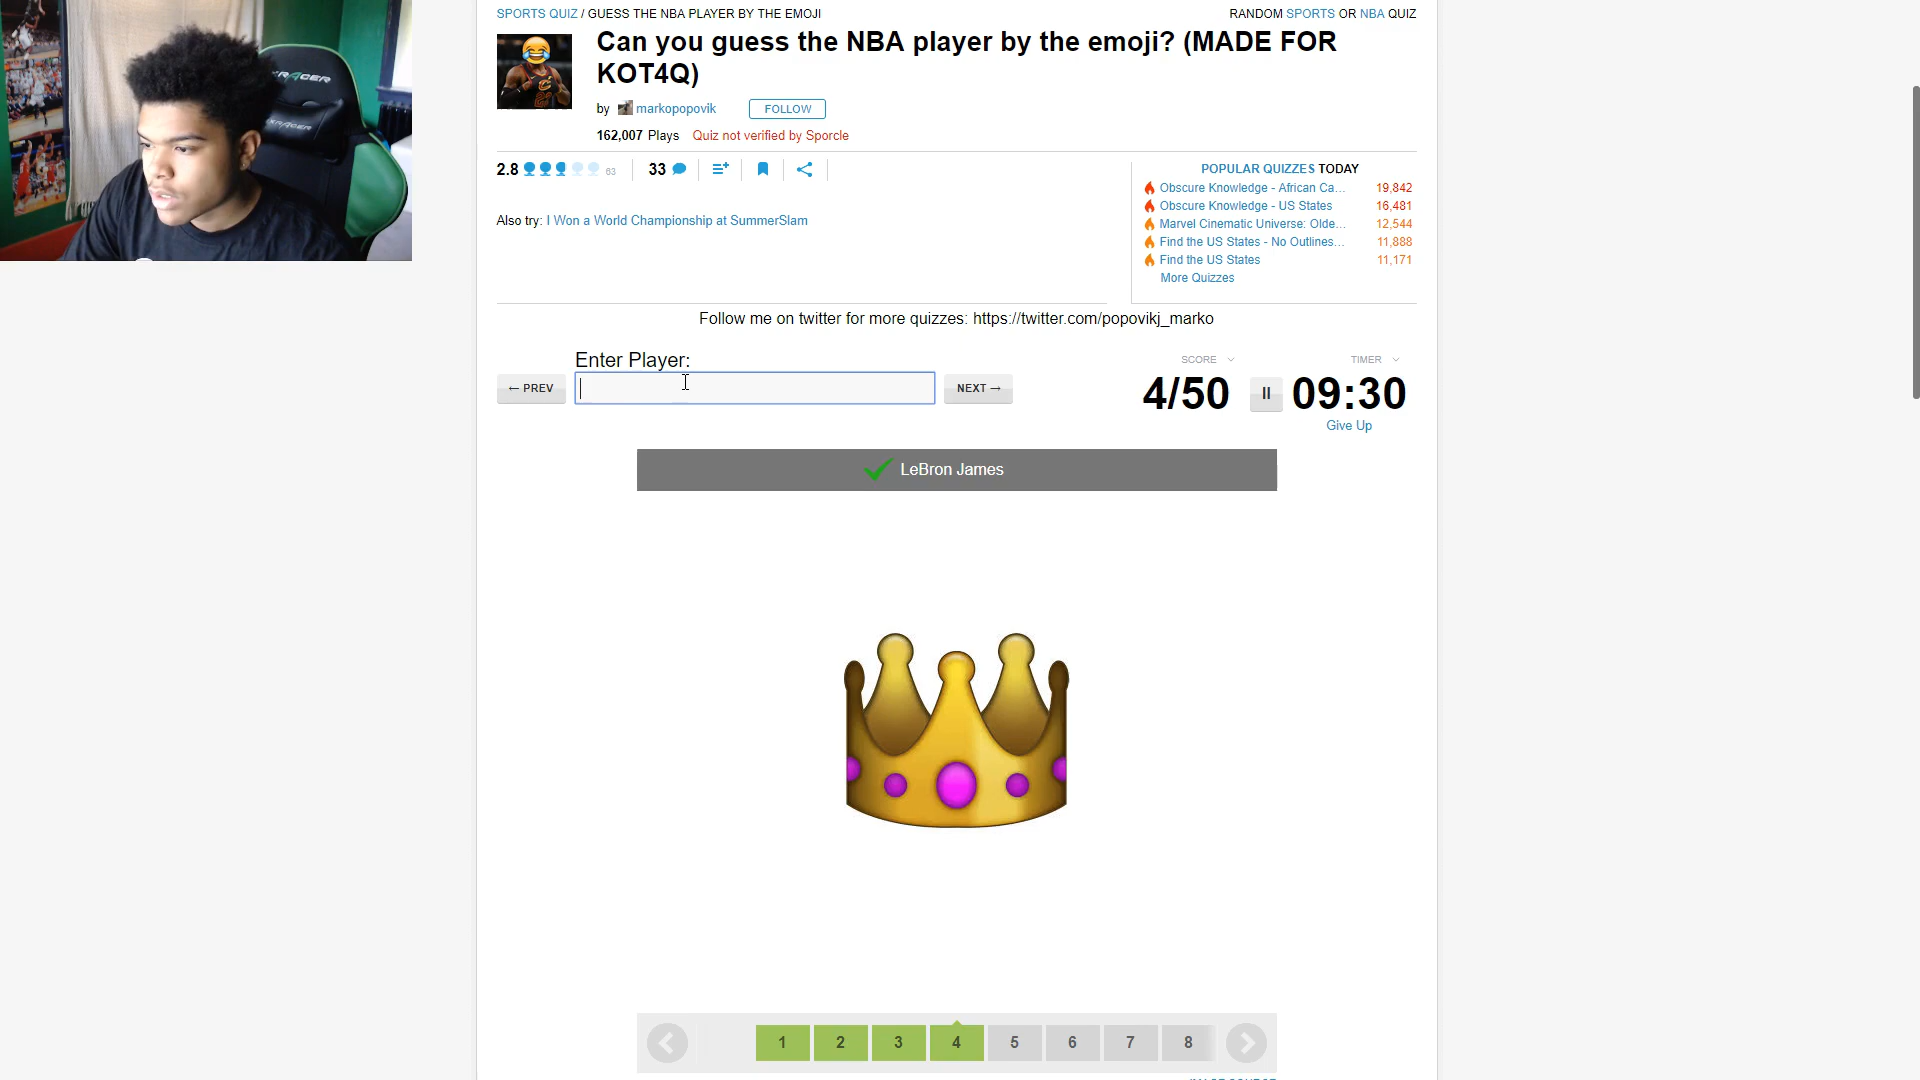 SPORTS QUIZ / GUESS THE NBA PLAYER BY THE EMOJI
RANDOM SPORTS OR NBA QUIZ
Can you guess the NBA player by the emoji? (MADE FOR
KOT4Q)
by markopopovik
FOLLOW
162,007 Plays Quiz not verified by Sporcle
2.8 63 33
POPULAR QUIZZES TODAY
Obscure Knowledge - African Ca... 19,842
Obscure Knowledge - US States 16,481
Marvel Cinematic Universe: Olde... 12,544
Find the US States - No Outlines... 11,888
Find the US States 11,171
More Quizzes
Also try: I Won a World Championship at SummerSlam
Follow me on twitter for more quizzes: https://twitter.com/popovikj_marko
Enter Player:
← PREV
NEXT →
SCORE
4/50
TIMER
09:30
Give Up
LeBron James
1 2 3 4 5 6 7 8